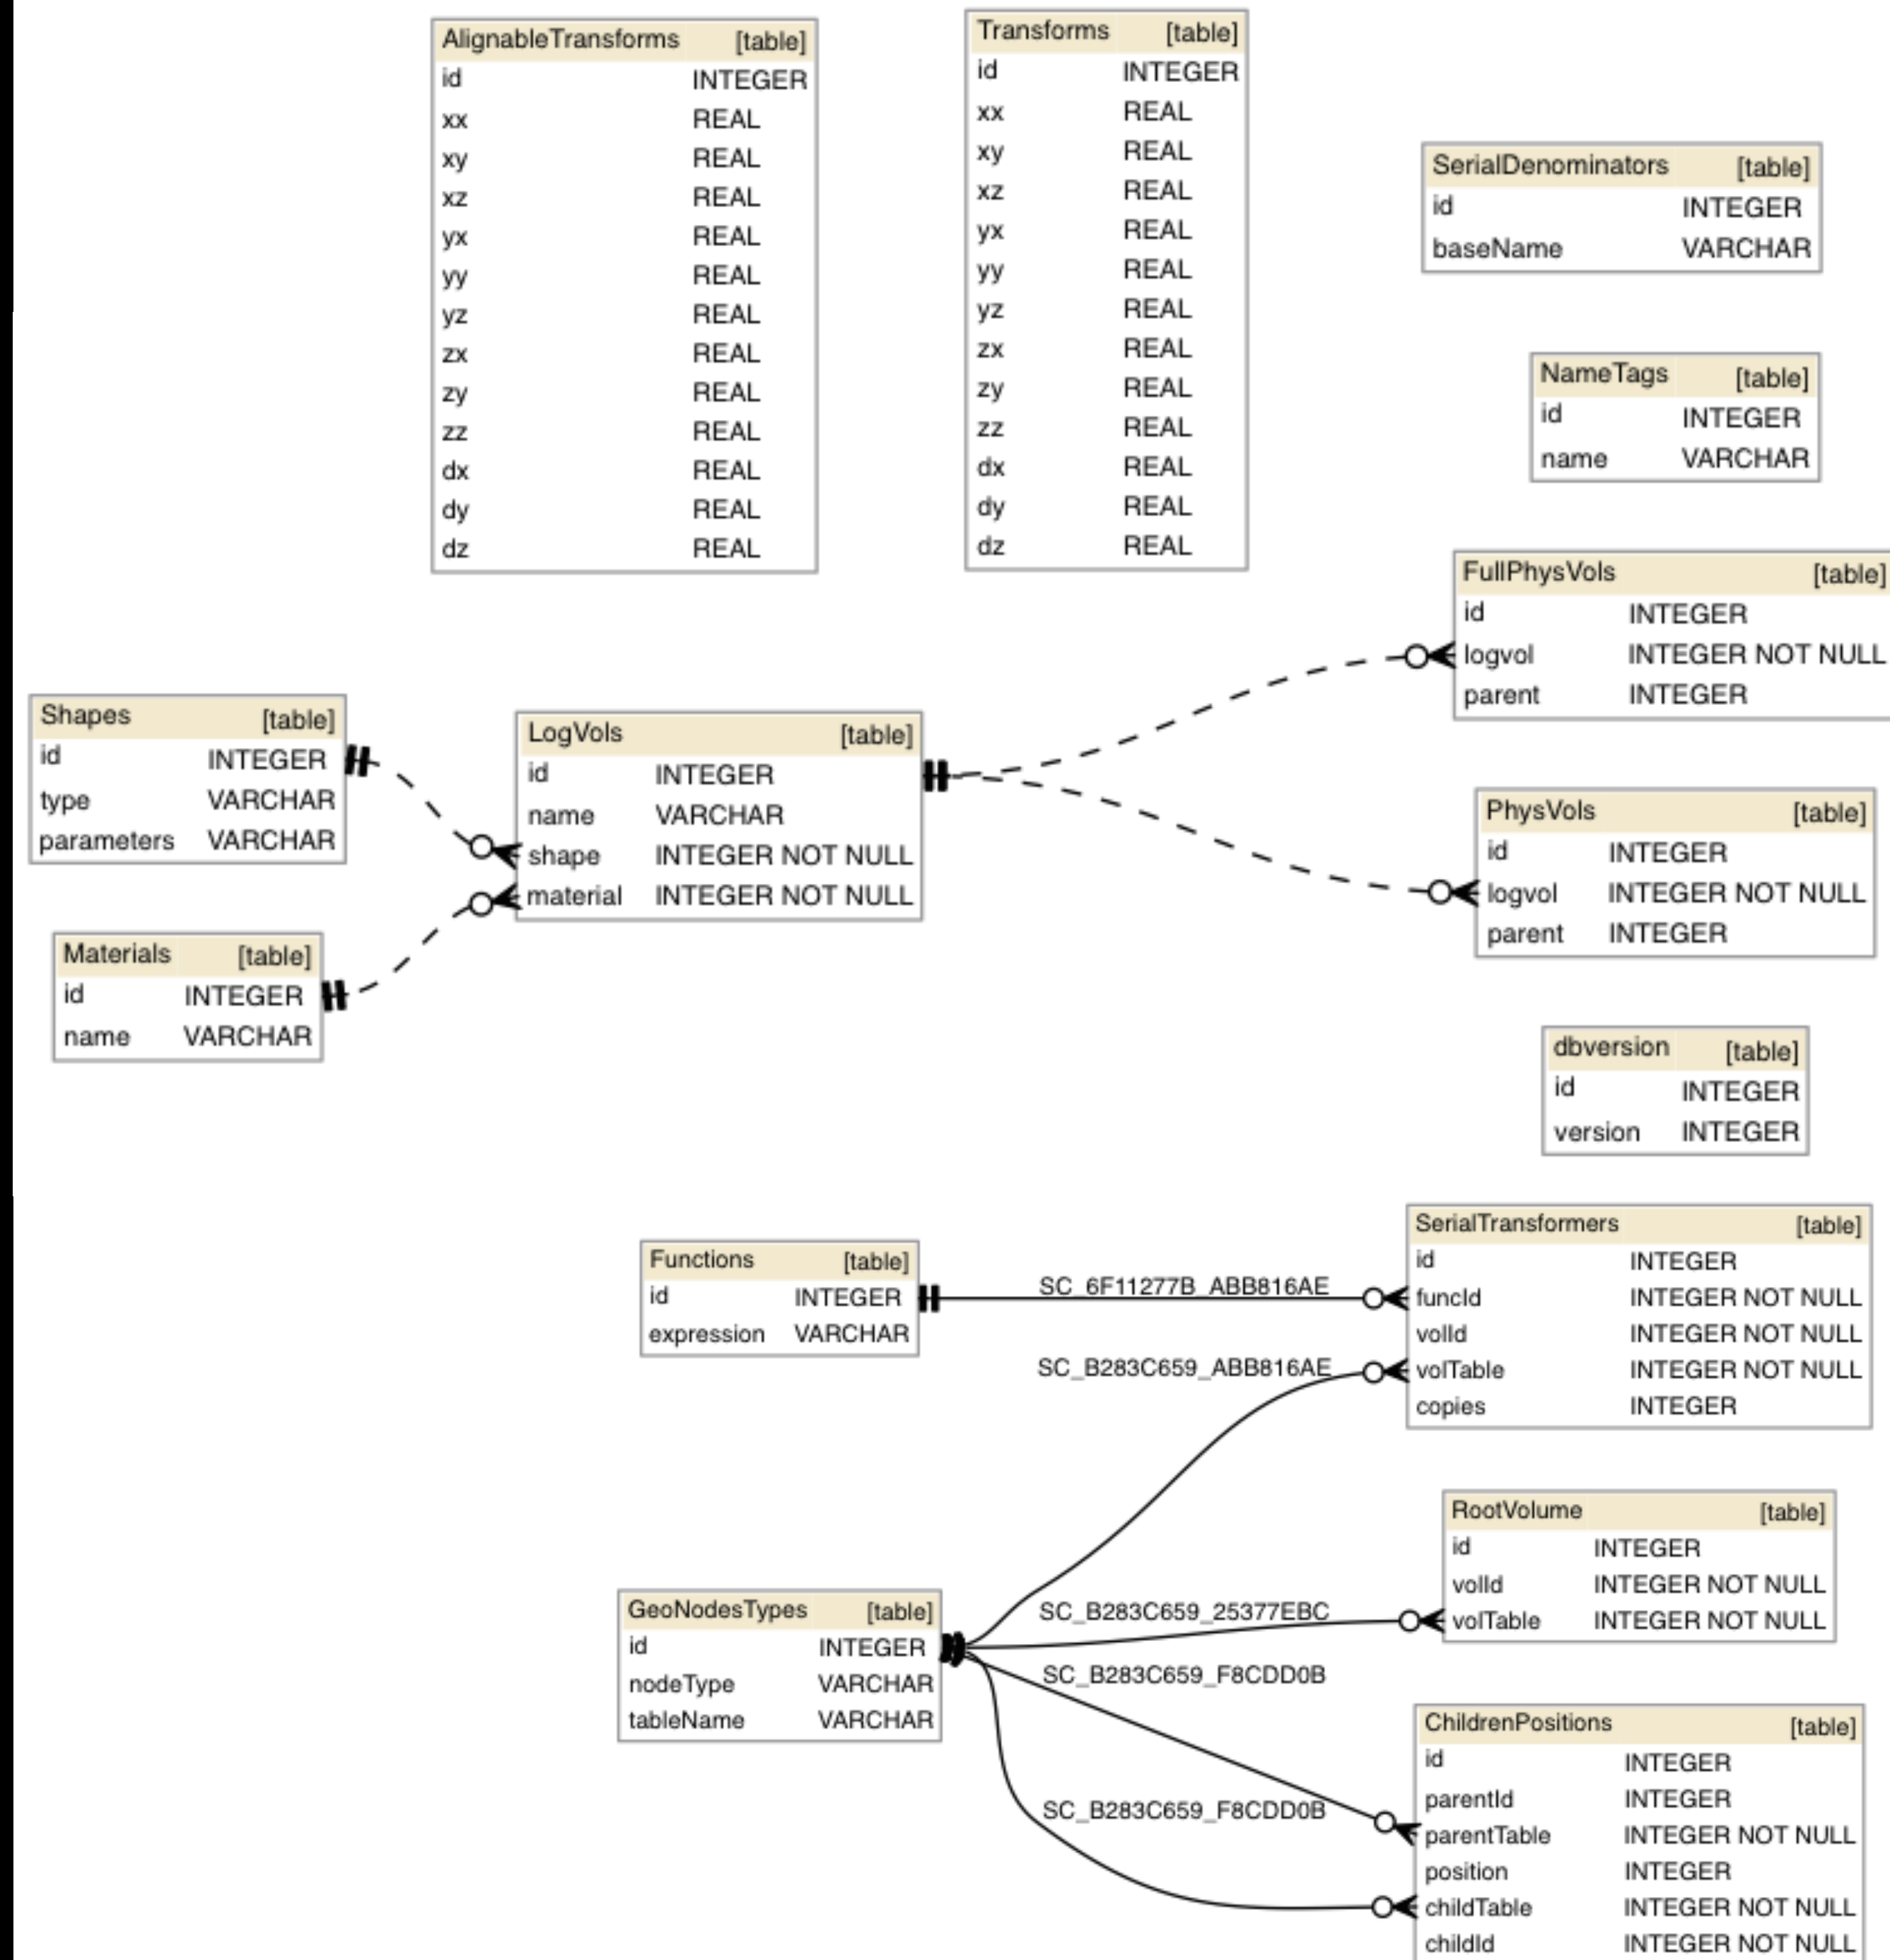 AlignableTransforms [table]
id INTEGER
xx REAL
xy REAL
xz REAL
yx REAL
yy REAL
yz REAL
zx REAL
zy REAL
zz REAL
dx REAL
dy REAL
dz REAL
Transforms [table]
id INTEGER
xx REAL
xy REAL
xz REAL
yx REAL
yy REAL
yz REAL
zx REAL
zy REAL
zz REAL
dx REAL
dy REAL
dz REAL
SerialDenominators [table]
id INTEGER
baseName VARCHAR
NameTags [table]
id INTEGER
name VARCHAR
FullPhysVols [table]
id INTEGER
logvol INTEGER NOT NULL
parent INTEGER
Shapes [table]
id INTEGER
type VARCHAR
parameters VARCHAR
LogVols [table]
id INTEGER
name VARCHAR
shape INTEGER NOT NULL
material INTEGER NOT NULL
PhysVols [table]
id INTEGER
logvol INTEGER NOT NULL
parent INTEGER
Materials [table]
id INTEGER
name VARCHAR
dbversion [table]
id INTEGER
version INTEGER
Functions [table]
id INTEGER
expression VARCHAR
SC_6F11277B_ABB816AE
SC_B283C659_ABB816AE
SerialTransformers [table]
id INTEGER
funcId INTEGER NOT NULL
volId INTEGER NOT NULL
volTable INTEGER NOT NULL
copies INTEGER
RootVolume [table]
id INTEGER
volId INTEGER NOT NULL
volTable INTEGER NOT NULL
GeoNodesTypes [table]
id INTEGER
nodeType VARCHAR
tableName VARCHAR
SC_B283C659_25377EBC
SC_B283C659_F8CDD0B
SC_B283C659_F8CDD0B
ChildrenPositions [table]
id INTEGER
parentId INTEGER
parentTable INTEGER NOT NULL
position INTEGER
childTable INTEGER NOT NULL
childId INTEGER NOT NULL